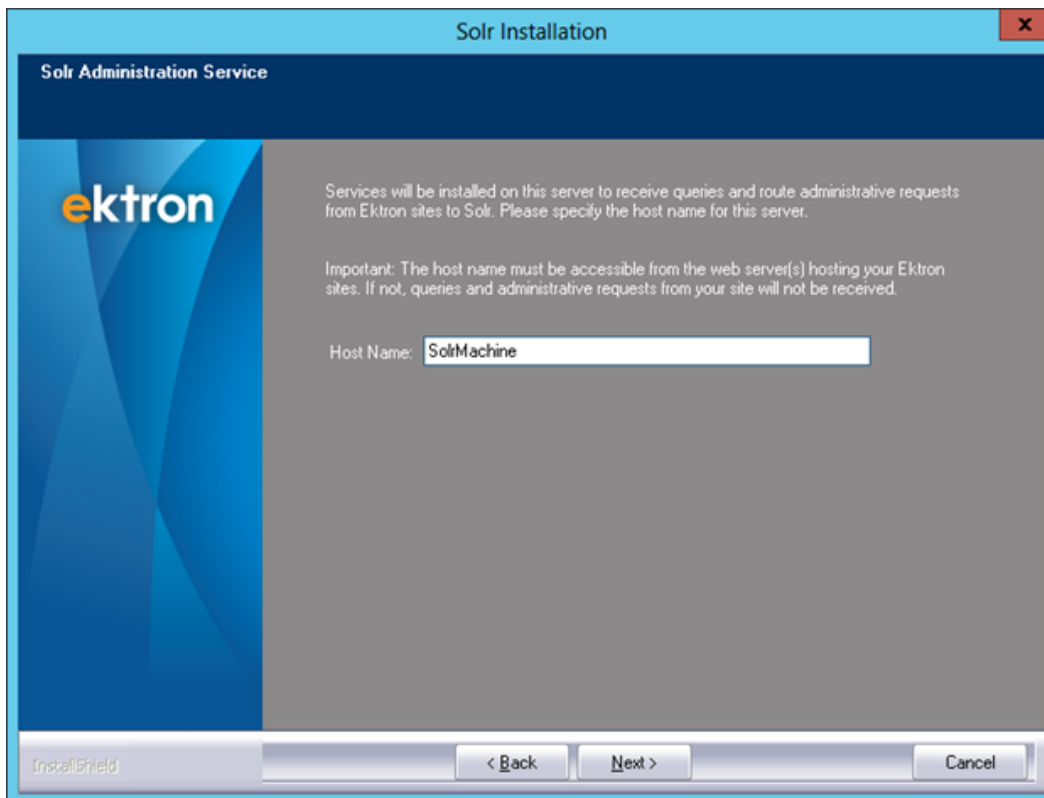 Solr Installation
x
Solr Administration Service
ektron
Services will be installed on this server to receive queries and route administrative requests
from Ektron sites to Solr. Please specify the host name for this server.
Important: The host name must be accessible from the web server(s) hosting your Ektron
sites. If not, queries and administrative requests from your site will not be received.
Host Name: SolrMachine
InstallShield
< Back Next > Cancel